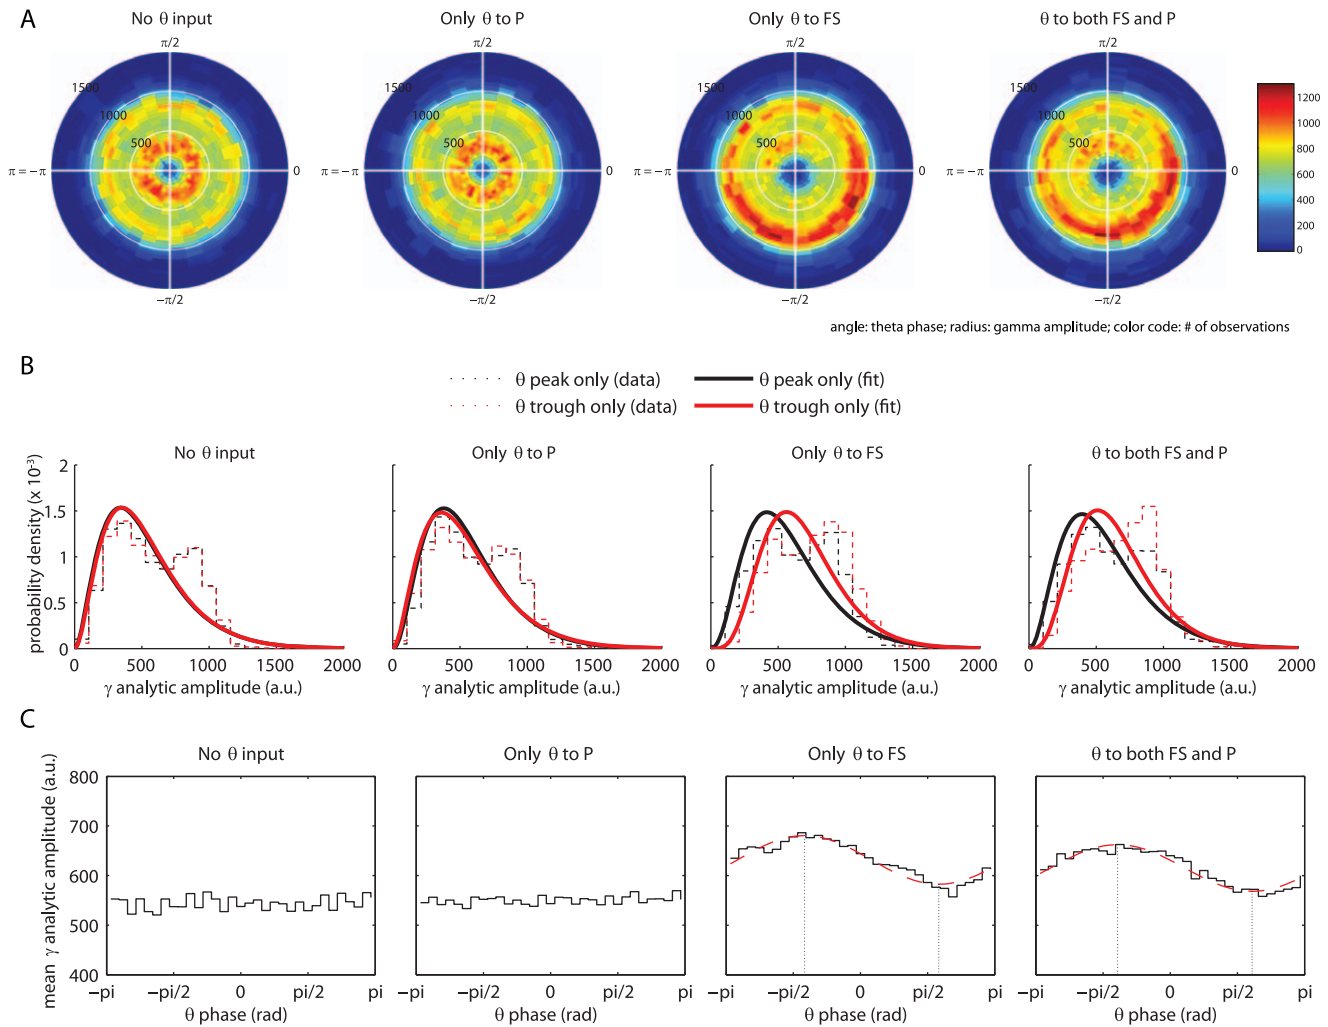 A
No θ input
Only θ to P
Only θ to FS
θ to both FS and P
π/2 π/2 π/2 π/2
1500 1500 1500 1500
1000 1000 1000 1000
500 500 500 500
π = −π 0 π = −π 0 π = −π 0 π = −π 0
−π/2 −π/2 −π/2 −π/2
1200
1000
800
600
400
200
0
angle: theta phase; radius: gamma amplitude; color code: # of observations
B
θ peak only (data)
θ peak only (fit)
θ trough only (data)
θ trough only (fit)
No θ input
Only θ to P
Only θ to FS
θ to both FS and P
probability density (x 10⁻³)
2
1.5
1
0.5
0
0 500 1000 1500 2000
0 500 1000 1500 2000
0 500 1000 1500 2000
0 500 1000 1500 2000
γ analytic amplitude (a.u.)
γ analytic amplitude (a.u.)
γ analytic amplitude (a.u.)
γ analytic amplitude (a.u.)
C
No θ input
Only θ to P
Only θ to FS
θ to both FS and P
mean γ analytic amplitude (a.u.)
800
700
600
500
400
−pi −pi/2 0 pi/2 pi
−pi −pi/2 0 pi/2 pi
−pi −pi/2 0 pi/2 pi
−pi −pi/2 0 pi/2 pi
θ phase (rad)
θ phase (rad)
θ phase (rad)
θ phase (rad)